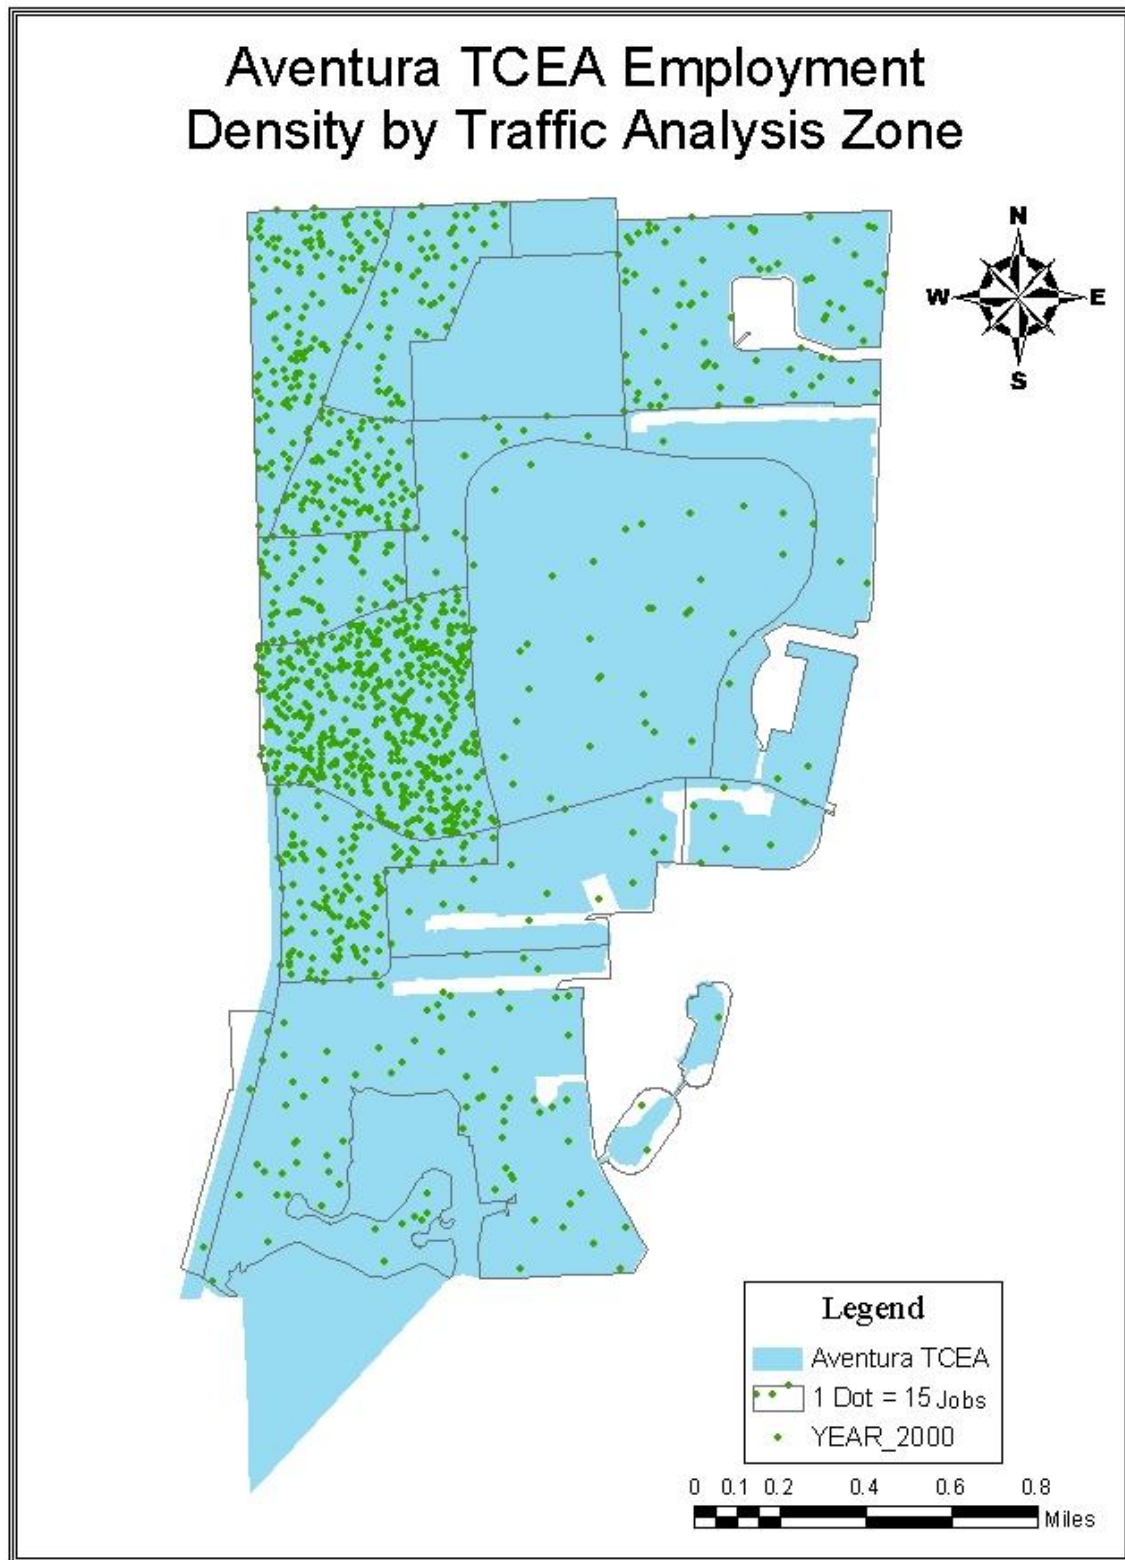 Aventura TCEA Employment
Density by Traffic Analysis Zone
N
W E
S
Legend
Aventura TCEA
1 Dot = 15 Jobs
YEAR_2000
0 0.1 0.2 0.4 0.6 0.8
Miles